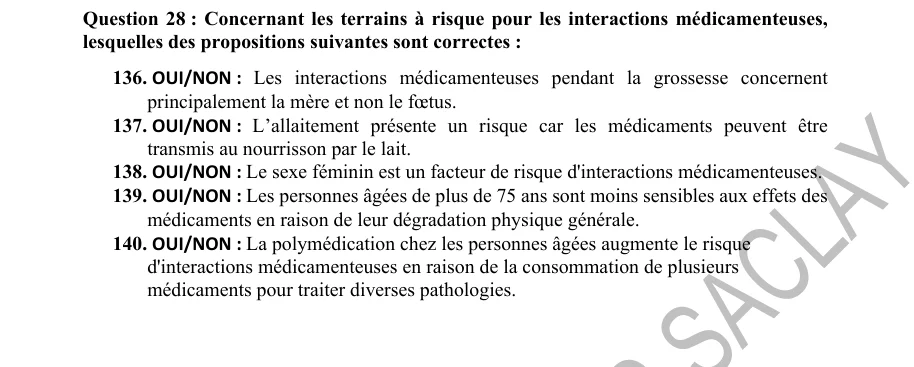 Question 28 : Concernant les terrains à risque pour les interactions médicamenteuses,
lesquelles des propositions suivantes sont correctes :
136. OUI/NON : Les interactions médicamenteuses pendant la grossesse concernent
principalement la mère et non le fœtus.
137. OUI/NON : L’allaitement présente un risque car les médicaments peuvent être
transmis au nourrisson par le lait.
138. OUI/NON : Le sexe féminin est un facteur de risque d'interactions médicamenteuses.
139. OUI/NON : Les personnes âgées de plus de 75 ans sont moins sensibles aux effets des
médicaments en raison de leur dégradation physique générale.
140. OUI/NON : La polymédication chez les personnes âgées augmente le risque
d'interactions médicamenteuses en raison de la consommation de plusieurs
médicaments pour traiter diverses pathologies.
SACLAY